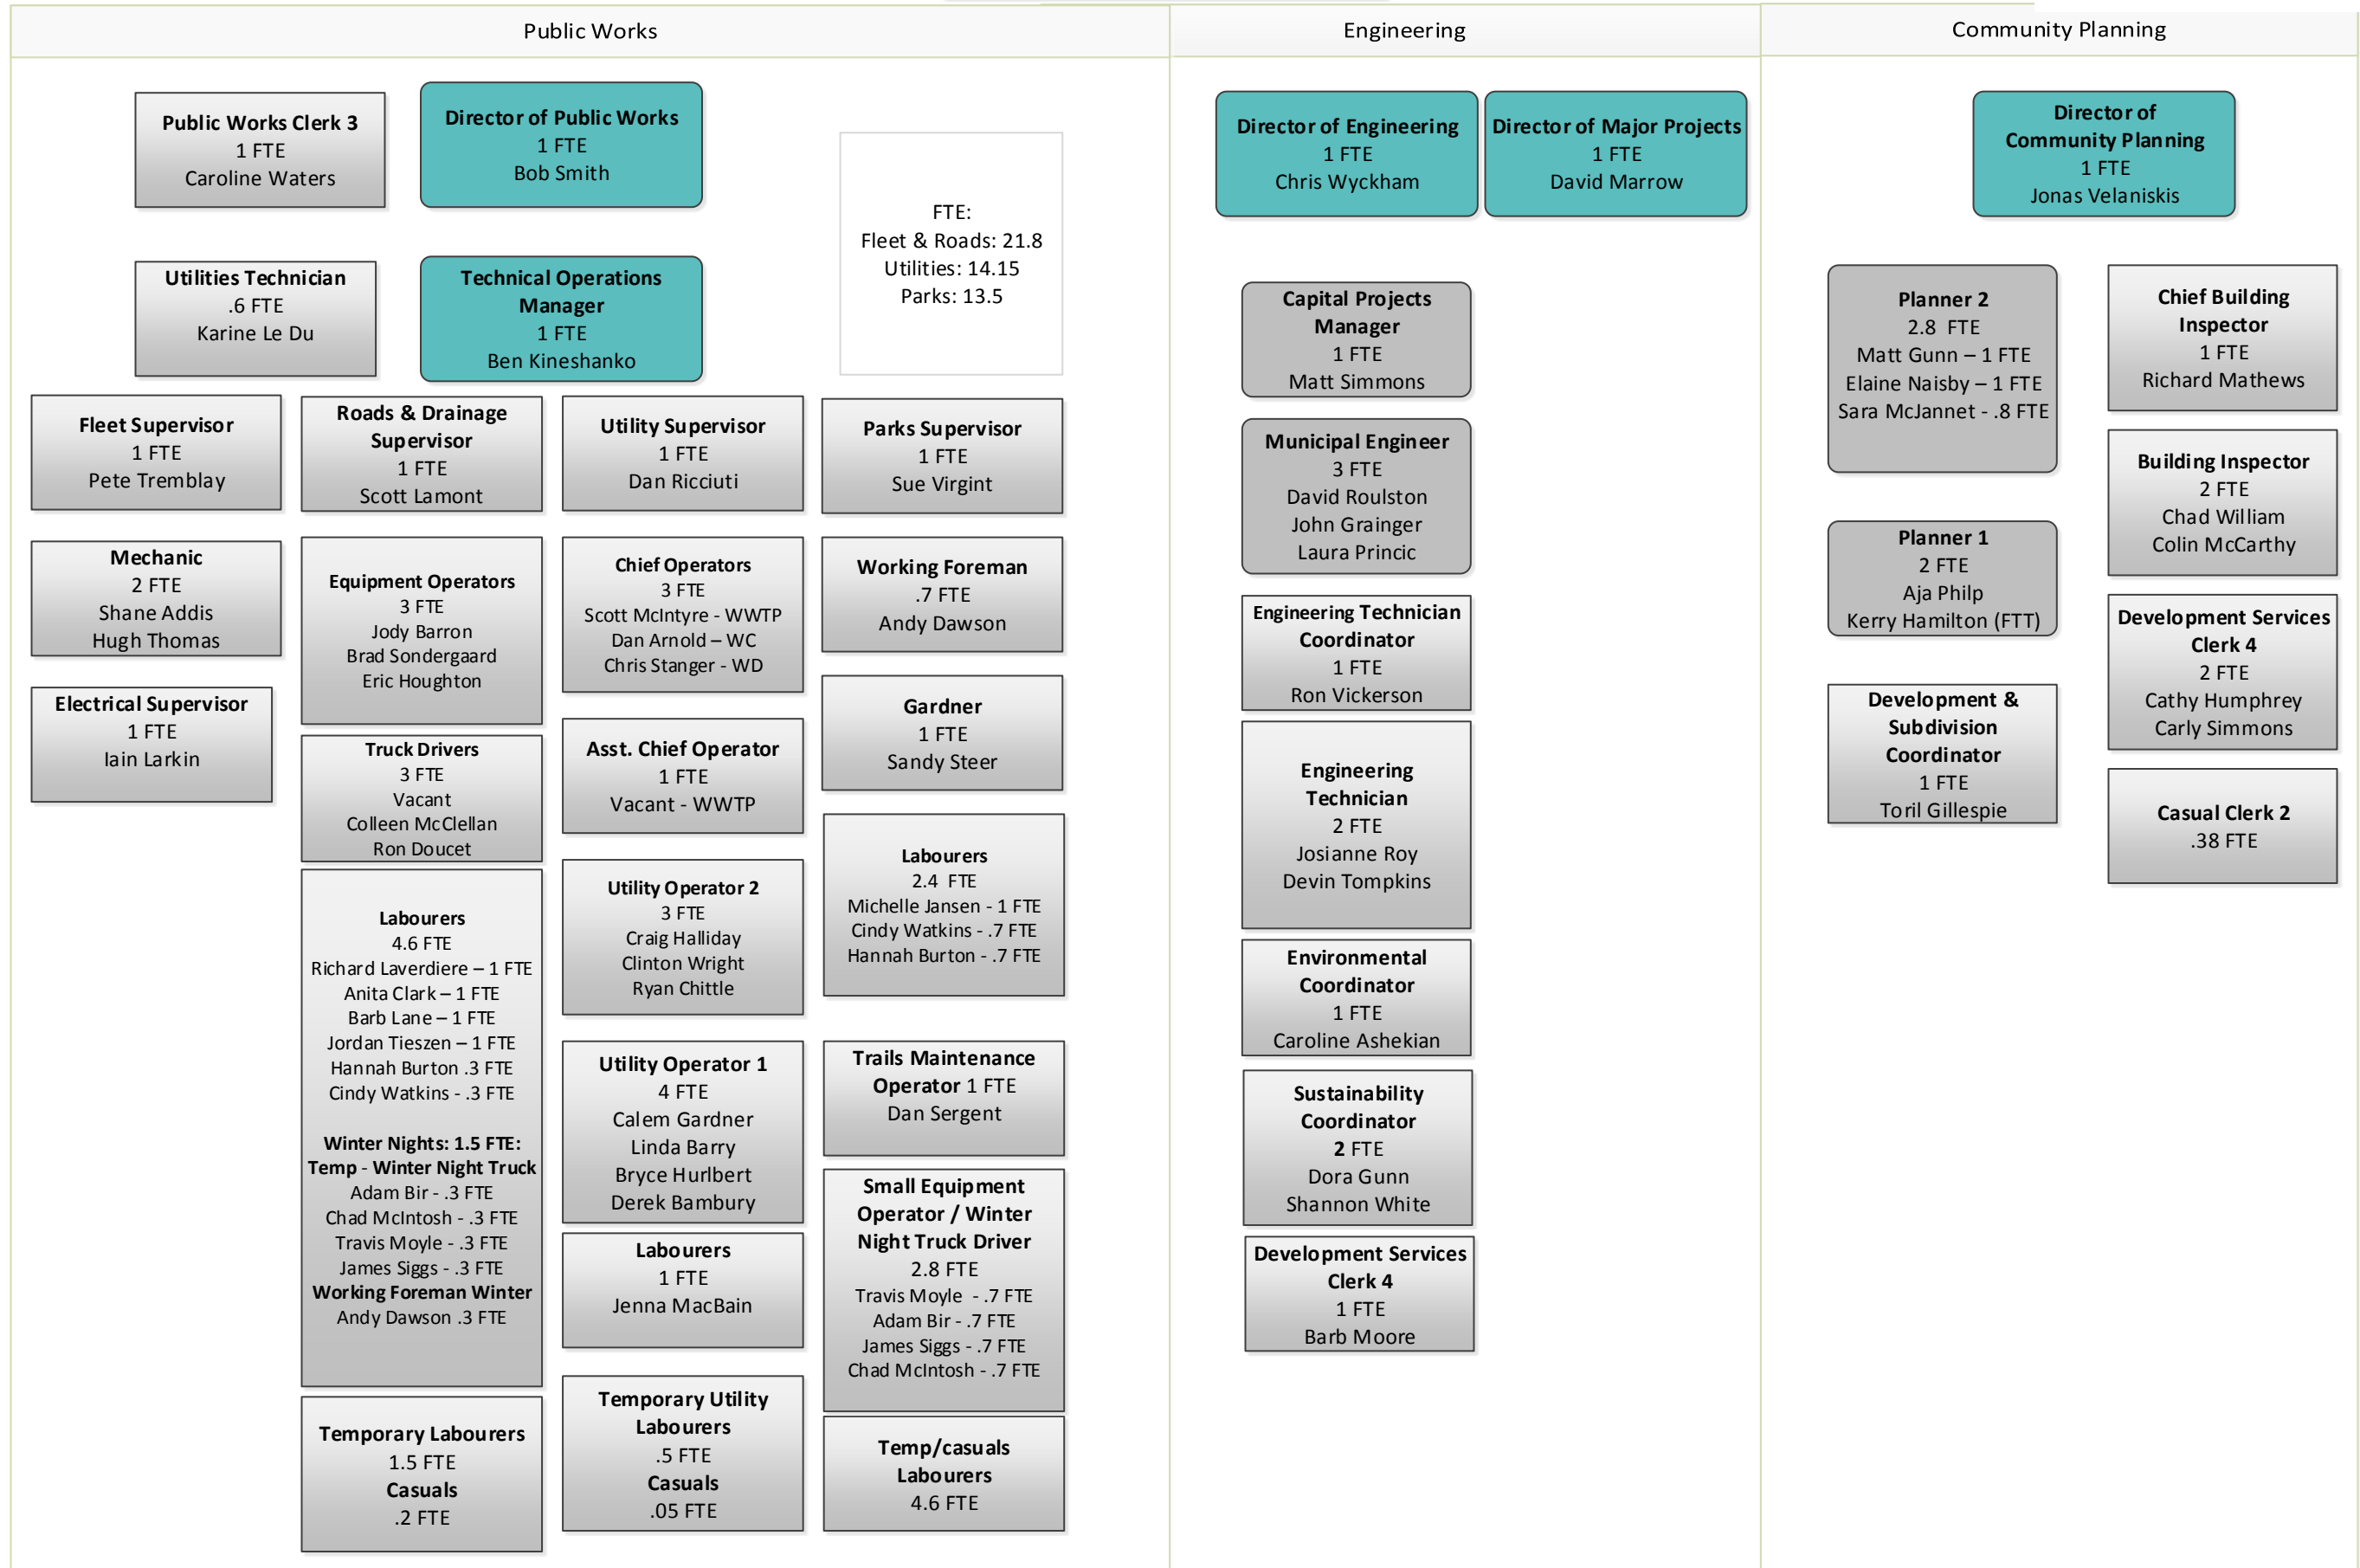 Public Works
Public Works Clerk 3
1 FTE
Caroline Waters
Director of Public Works
1 FTE
Bob Smith
FTE:
Fleet & Roads: 21.8
Utilities: 14.15
Parks: 13.5
Utilities Technician
.6 FTE
Karine Le Du
Technical Operations
Manager
1 FTE
Ben Kineshanko
Fleet Supervisor
1 FTE
Pete Tremblay
Mechanic
2 FTE
Shane Addis
Hugh Thomas
Electrical Supervisor
1 FTE
Iain Larkin
Roads & Drainage
Supervisor
1 FTE
Scott Lamont
Equipment Operators
3 FTE
Jody Barron
Brad Sondergaard
Eric Houghton
Truck Drivers
3 FTE
Vacant
Colleen McClellan
Ron Doucet
Labourers
4.6 FTE
Richard Laverdiere – 1 FTE
Anita Clark – 1 FTE
Barb Lane – 1 FTE
Jordan Tieszen – 1 FTE
Hannah Burton .3 FTE
Cindy Watkins - .3 FTE
Winter Nights: 1.5 FTE:
Temp - Winter Night Truck
Adam Bir - .3 FTE
Chad McIntosh - .3 FTE
Travis Moyle - .3 FTE
James Siggs - .3 FTE
Working Foreman Winter
Andy Dawson .3 FTE
Temporary Labourers
1.5 FTE
Casuals
.2 FTE
Utility Supervisor
1 FTE
Dan Ricciuti
Chief Operators
3 FTE
Scott McIntyre - WWTP
Dan Arnold – WC
Chris Stanger - WD
Asst. Chief Operator
1 FTE
Vacant - WWTP
Utility Operator 2
3 FTE
Craig Halliday
Clinton Wright
Ryan Chittle
Utility Operator 1
4 FTE
Calem Gardner
Linda Barry
Bryce Hurlbert
Derek Bambury
Labourers
1 FTE
Jenna MacBain
Temporary Utility
Labourers
.5 FTE
Casuals
.05 FTE
Parks Supervisor
1 FTE
Sue Virgint
Working Foreman
.7 FTE
Andy Dawson
Gardner
1 FTE
Sandy Steer
Labourers
2.4 FTE
Michelle Jansen - 1 FTE
Cindy Watkins - .7 FTE
Hannah Burton - .7 FTE
Trails Maintenance
Operator 1 FTE
Dan Sergent
Small Equipment
Operator / Winter
Night Truck Driver
2.8 FTE
Travis Moyle - .7 FTE
Adam Bir - .7 FTE
James Siggs - .7 FTE
Chad McIntosh - .7 FTE
Temp/casuals
Labourers
4.6 FTE
Engineering
Director of Engineering
1 FTE
Chris Wyckham
Director of Major Projects
1 FTE
David Marrow
Capital Projects
Manager
1 FTE
Matt Simmons
Municipal Engineer
3 FTE
David Roulston
John Grainger
Laura Princic
Engineering Technician
Coordinator
1 FTE
Ron Vickerson
Engineering
Technician
2 FTE
Josianne Roy
Devin Tompkins
Environmental
Coordinator
1 FTE
Caroline Ashekian
Sustainability
Coordinator
2 FTE
Dora Gunn
Shannon White
Development Services
Clerk 4
1 FTE
Barb Moore
Community Planning
Director of
Community Planning
1 FTE
Jonas Velaniskis
Planner 2
2.8 FTE
Matt Gunn – 1 FTE
Elaine Naisby – 1 FTE
Sara McJannet - .8 FTE
Planner 1
2 FTE
Aja Philp
Kerry Hamilton (FTT)
Development &
Subdivision
Coordinator
1 FTE
Toril Gillespie
Chief Building
Inspector
1 FTE
Richard Mathews
Building Inspector
2 FTE
Chad William
Colin McCarthy
Development Services
Clerk 4
2 FTE
Cathy Humphrey
Carly Simmons
Casual Clerk 2
.38 FTE